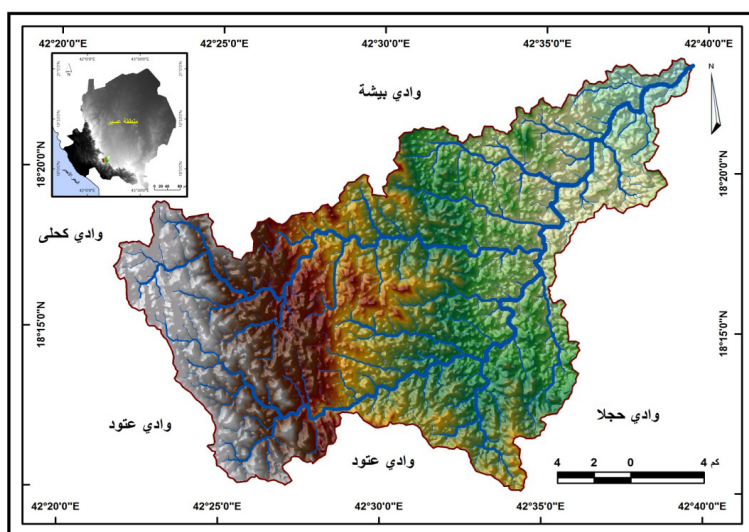 42°20'0"E 42°25'0"E 42°30'0"E 42°35'0"E 42°40'0"E
N
وادي بيشة
منطقة عسير
18°20'0"N 18°20'0"N
وادي كحلى
18°15'0"N 18°15'0"N
وادي حجلا
وادي عتود
وادي عتود
4 2 0 4 كم
42°20'0"E 42°25'0"E 42°30'0"E 42°35'0"E 42°40'0"E